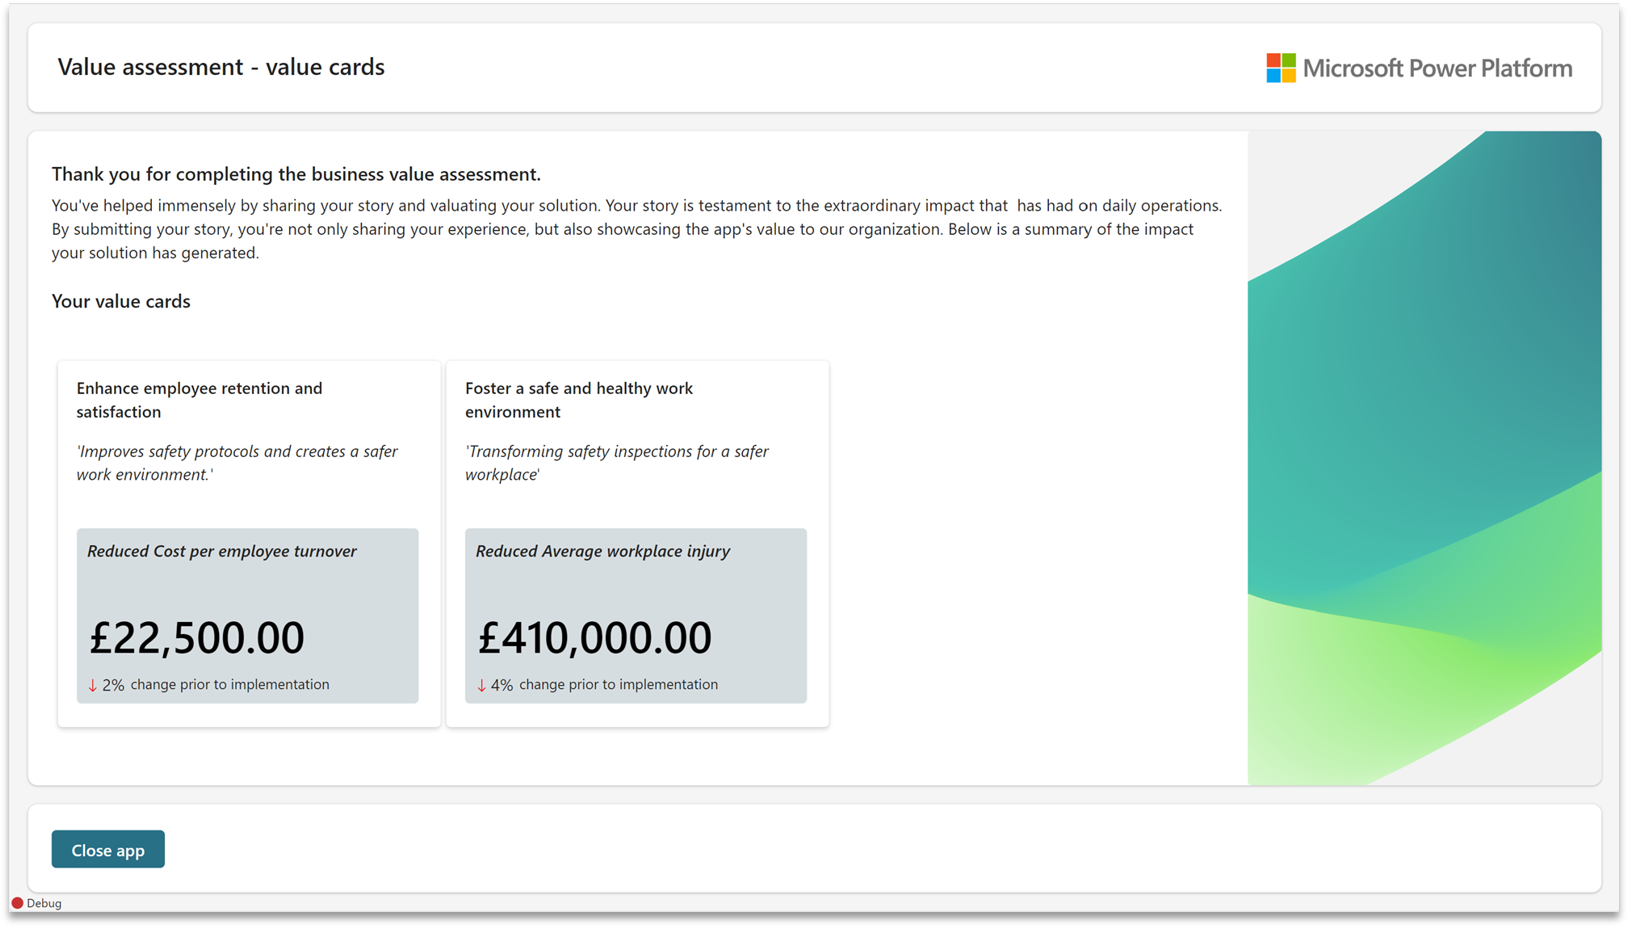 Value assessment - value cards
Microsoft Power Platform
Thank you for completing the business value assessment.
You've helped immensely by sharing your story and valuating your solution. Your story is testament to the extraordinary impact that  has had on daily operations.
By submitting your story, you're not only sharing your experience, but also showcasing the app's value to our organization. Below is a summary of the impact
your solution has generated.
Your value cards
Enhance employee retention and
satisfaction
'Improves safety protocols and creates a safer
work environment.'
Reduced Cost per employee turnover
£22,500.00
↓ 2% change prior to implementation
Foster a safe and healthy work
environment
'Transforming safety inspections for a safer
workplace'
Reduced Average workplace injury
£410,000.00
↓ 4% change prior to implementation
Close app
Debug